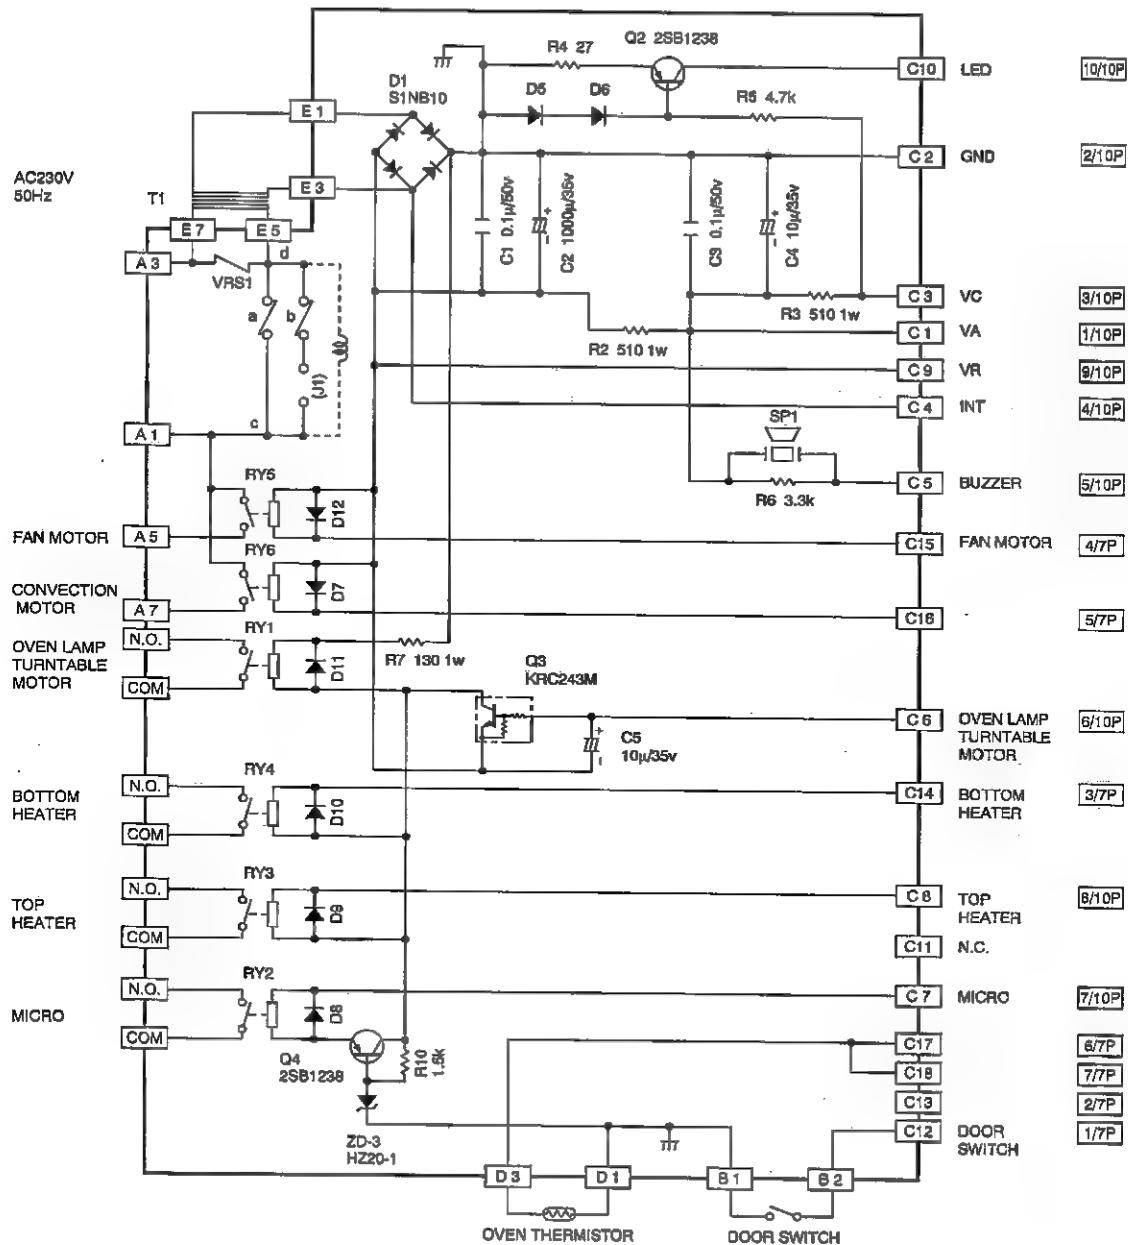 R4 27
Q2 2SB1238
C10
LED
10/10P
D1
S1NB10
D5
D6
R5 4.7k
E1
C2
GND
2/10P
AC230V
50Hz
T1
E3
E7
E5
C1 0.1μ/50v
C2 1000μ/35v
C3 0.1μ/50v
C4 10μ/35v
A3
VRS1
d
a
b
(J1)
c
R3 510 1w
C3
VC
3/10P
R2 510 1w
C1
VA
1/10P
C9
VR
9/10P
C4
INT
4/10P
SP1
A1
R6 3.3k
C5
BUZZER
5/10P
RY5
D12
FAN MOTOR
A5
C15
FAN MOTOR
4/7P
RY6
D7
CONVECTION
MOTOR
A7
C16
5/7P
N.O.
RY1
D11
R7 130 1w
OVEN LAMP
TURNTABLE
MOTOR
COM
Q3
KRC243M
C5
10μ/35v
C6
OVEN LAMP
TURNTABLE
MOTOR
6/10P
N.O.
RY4
D10
BOTTOM
HEATER
COM
C14
BOTTOM
HEATER
3/7P
N.O.
RY3
D9
TOP
HEATER
COM
C8
TOP
HEATER
8/10P
C11
N.C.
N.O.
RY2
D8
MICRO
COM
C7
MICRO
7/10P
Q4
2SB1238
R10
1.5k
C17
6/7P
C18
7/7P
C13
2/7P
C12
DOOR
SWITCH
1/7P
ZD-3
HZ20-1
D3
D1
B1
B2
OVEN THERMISTOR
DOOR SWITCH